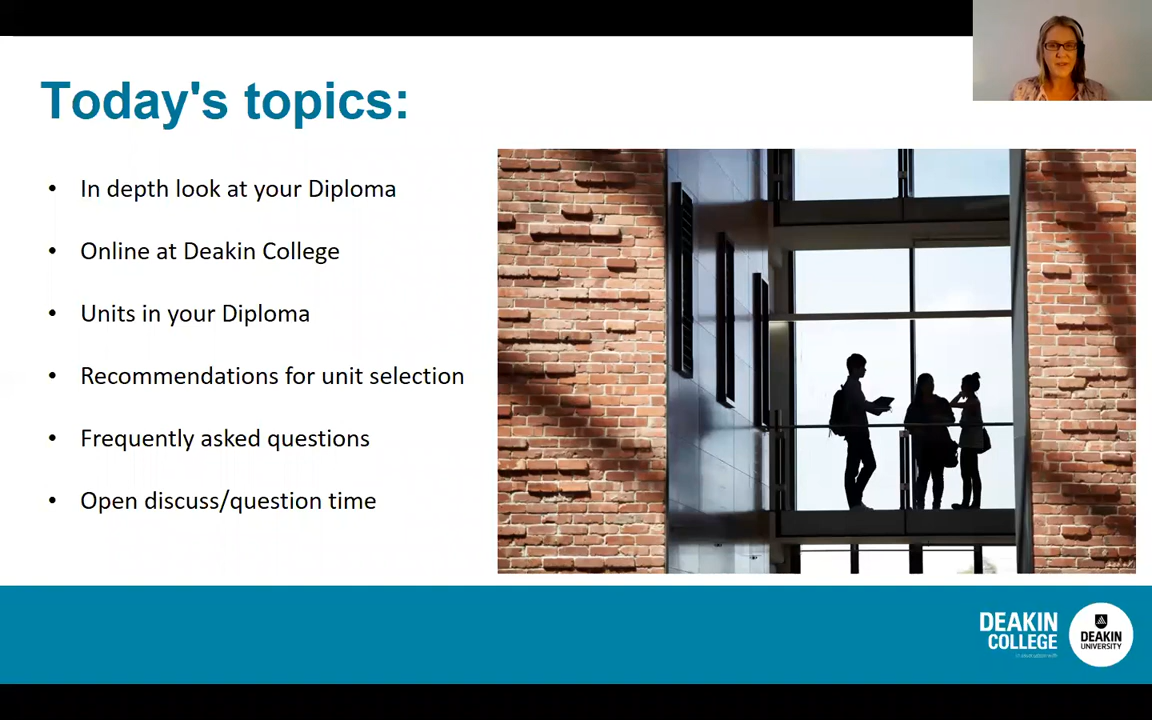 Today's topics:
• In depth look at your Diploma
• Online at Deakin College
• Units in your Diploma
• Recommendations for unit selection
• Frequently asked questions
• Open discuss/question time
DEAKIN
COLLEGE
DEAKIN
UNIVERSITY